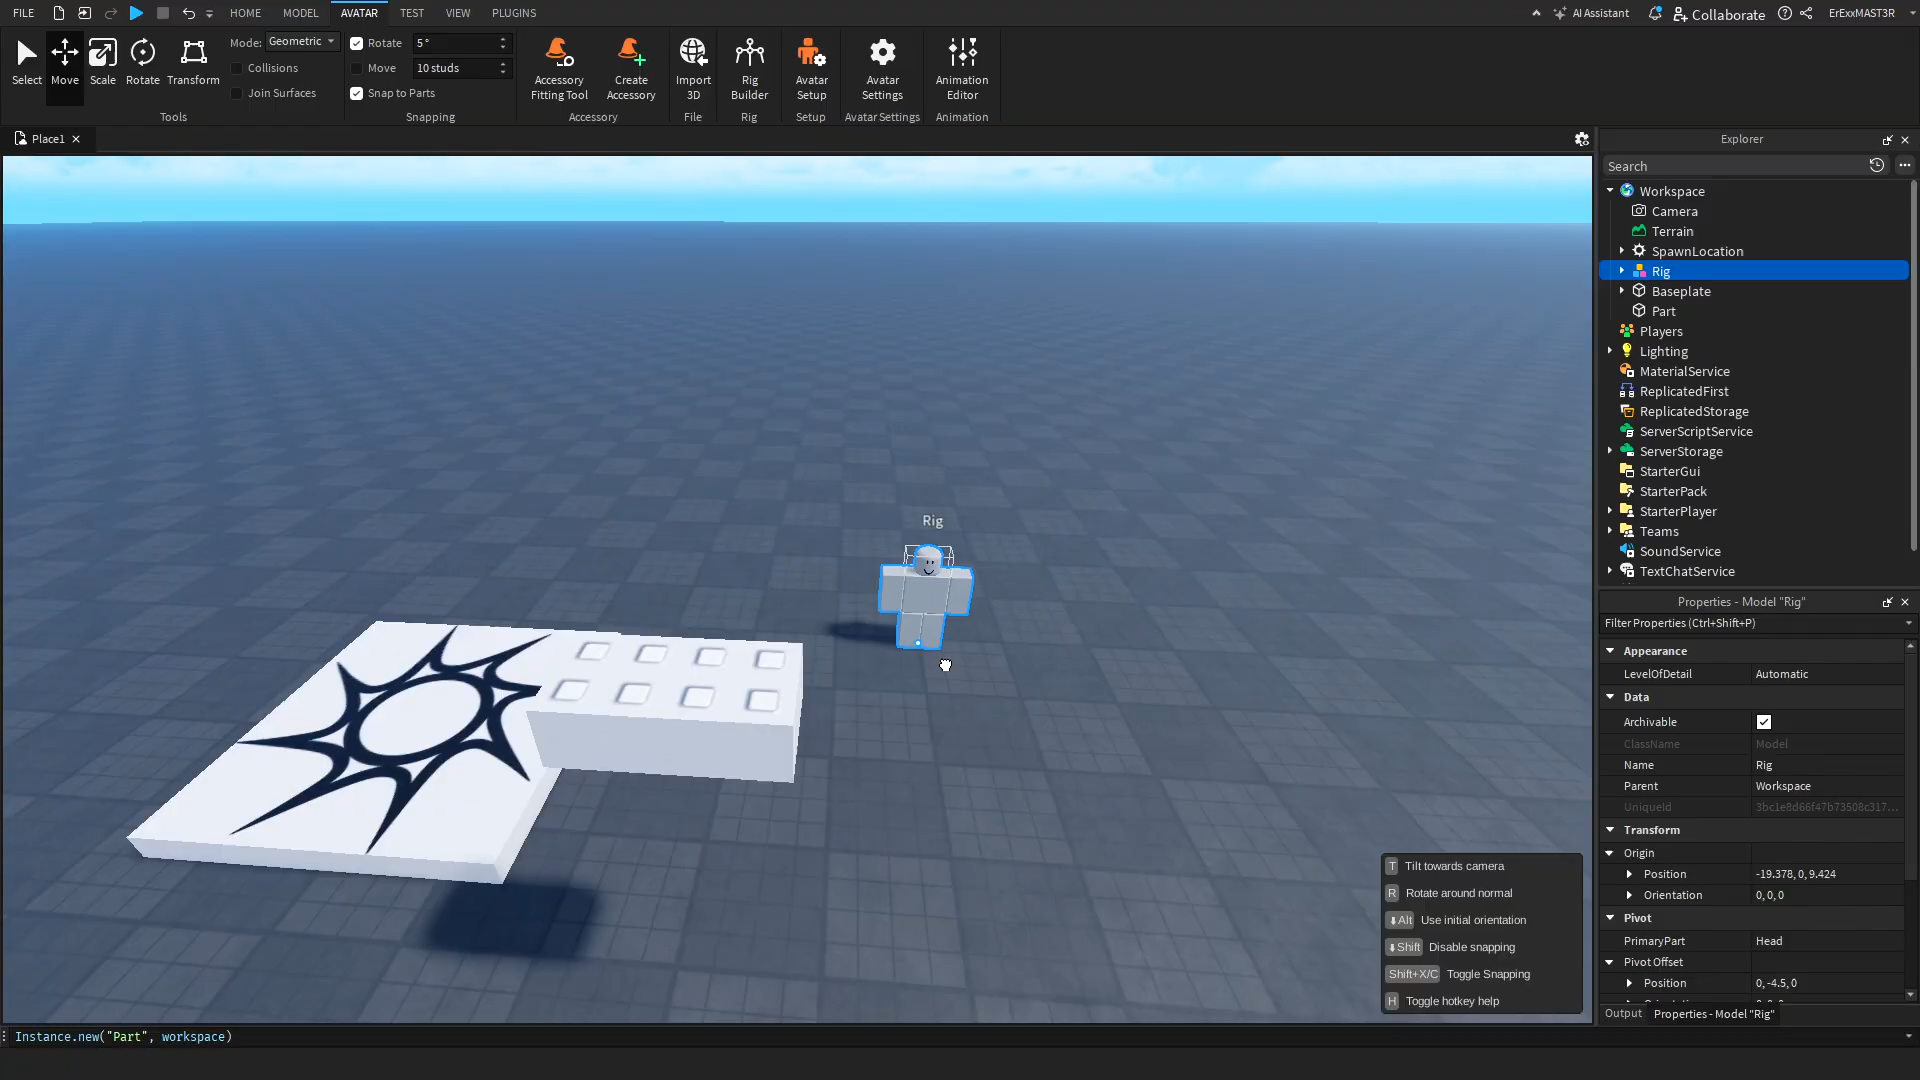 FILE
HOME
MODEL
AVATAR
TEST
VIEW
PLUGINS
AI Assistant
Collaborate
ErExxMAST3R
Select
Move
Scale
Rotate
Transform
Mode: Geometric
Collisions
Join Surfaces
Tools
Rotate 5°
Move 10 studs
Snap to Parts
Snapping
Accessory
Fitting Tool
Create
Accessory
Accessory
Import
3D
File
Rig
Builder
Rig
Avatar
Setup
Setup
Avatar
Settings
Avatar Settings
Animation
Editor
Animation
Place1
Rig
T Tilt towards camera
R Rotate around normal
Alt Use initial orientation
Shift Disable snapping
Shift+X/C Toggle Snapping
H Toggle hotkey help
Explorer
Search
Workspace
Camera
Terrain
SpawnLocation
Rig
Baseplate
Part
Players
Lighting
MaterialService
ReplicatedFirst
ReplicatedStorage
ServerScriptService
ServerStorage
StarterGui
StarterPack
StarterPlayer
Teams
SoundService
TextChatService
Properties - Model "Rig"
Filter Properties (Ctrl+Shift+P)
Appearance
LevelOfDetail Automatic
Data
Archivable
ClassName Model
Name Rig
Parent Workspace
UniqueId 3bc1e8d66f47b73508c317...
Transform
Origin
Position -19.378, 0, 9.424
Orientation 0, 0, 0
Pivot
PrimaryPart Head
Pivot Offset
Position 0, -4.5, 0
Output Properties - Model "Rig"
Instance.new("Part", workspace)